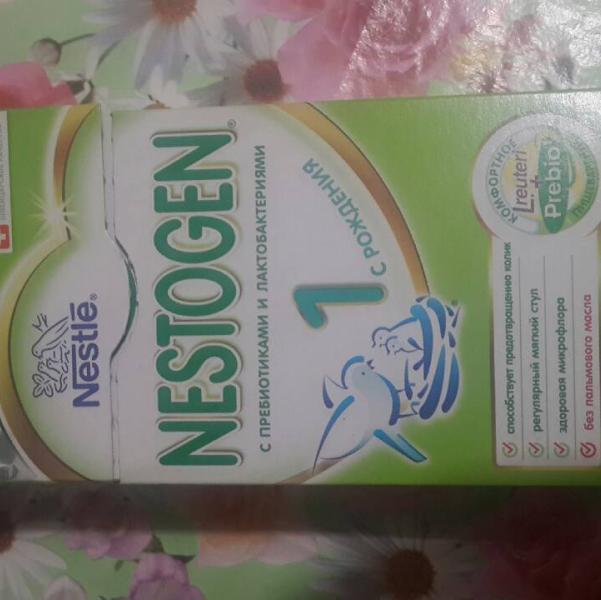 Nestlé®
NESTOGEN®
С ПРЕБИОТИКАМИ И ЛАКТОБАКТЕРИЯМИ
1
С РОЖДЕНИЯ
КОМФОРТНОЕ
L.reuteri
+
Prebio
способствует предотвращению колик
регулярный мягкий стул
здоровая микрофлора
без пальмового масла